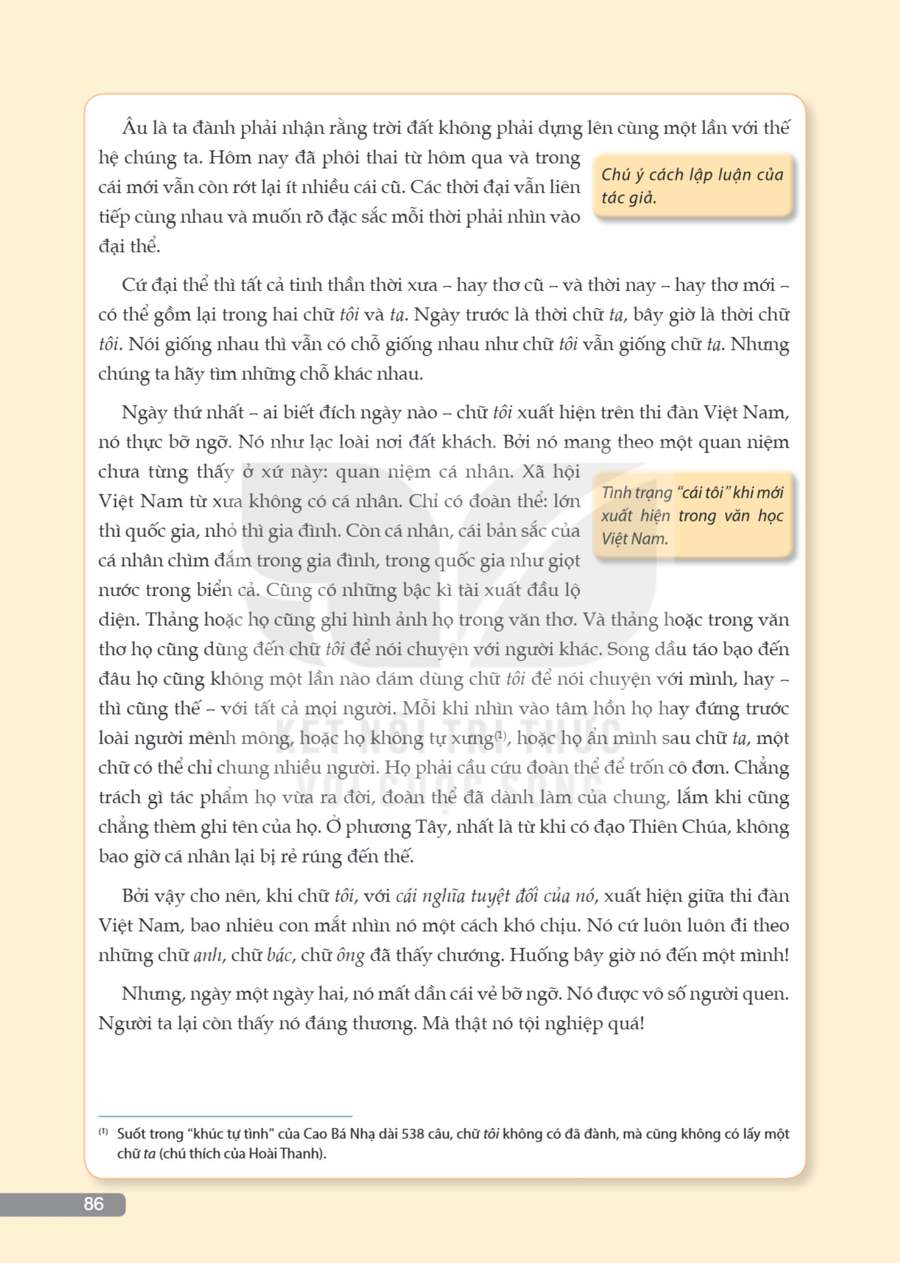 Âu là ta đành phải nhận rằng trời đất không phải dựng lên cùng một lần với thế
hệ chúng ta. Hôm nay đã phôi thai từ hôm qua và trong
cái mới vẫn còn rớt lại ít nhiều cái cũ. Các thời đại vẫn liên
tiếp cùng nhau và muốn rõ đặc sắc mỗi thời phải nhìn vào
đại thể.
Chú ý cách lập luận của
tác giả.
Cứ đại thể thì tất cả tinh thần thời xưa – hay thơ cũ – và thời nay – hay thơ mới –
có thể gồm lại trong hai chữ tôi và ta. Ngày trước là thời chữ ta, bây giờ là thời chữ
tôi. Nói giống nhau thì vẫn có chỗ giống nhau như chữ tôi vẫn giống chữ ta. Nhưng
chúng ta hãy tìm những chỗ khác nhau.
Ngày thứ nhất – ai biết đích ngày nào – chữ tôi xuất hiện trên thi đàn Việt Nam,
nó thực bỡ ngỡ. Nó như lạc loài nơi đất khách. Bởi nó mang theo một quan niệm
chưa từng thấy ở xứ này: quan niệm cá nhân. Xã hội
Việt Nam từ xưa không có cá nhân. Chỉ có đoàn thể: lớn
thì quốc gia, nhỏ thì gia đình. Còn cá nhân, cái bản sắc của
cá nhân chìm đắm trong gia đình, trong quốc gia như giọt
nước trong biển cả. Cũng có những bậc kì tài xuất đầu lộ
Tình trạng “cái tôi” khi mới
xuất hiện trong văn học
Việt Nam.
diện. Thảng hoặc họ cũng ghi hình ảnh họ trong văn thơ. Và thảng hoặc trong văn
thơ họ cũng dùng đến chữ tôi để nói chuyện với người khác. Song dầu táo bạo đến
đâu họ cũng không một lần nào dám dùng chữ tôi để nói chuyện với mình, hay –
thì cũng thế – với tất cả mọi người. Mỗi khi nhìn vào tâm hồn họ hay đứng trước
loài người mênh mông, hoặc họ không tự xưng(1), hoặc họ ẩn mình sau chữ ta, một
chữ có thể chỉ chung nhiều người. Họ phải cầu cứu đoàn thể để trốn cô đơn. Chẳng
trách gì tác phẩm họ vừa ra đời, đoàn thể đã dành làm của chung, lắm khi cũng
chẳng thèm ghi tên của họ. Ở phương Tây, nhất là từ khi có đạo Thiên Chúa, không
bao giờ cá nhân lại bị rẻ rúng đến thế.
KẾT NỐI TRI THỨC
VỚI CUỘC SỐNG
Bởi vậy cho nên, khi chữ tôi, với cái nghĩa tuyệt đối của nó, xuất hiện giữa thi đàn
Việt Nam, bao nhiêu con mắt nhìn nó một cách khó chịu. Nó cứ luôn luôn đi theo
những chữ anh, chữ bác, chữ ông đã thấy chướng. Huống bây giờ nó đến một mình!
Nhưng, ngày một ngày hai, nó mất dần cái vẻ bỡ ngỡ. Nó được vô số người quen.
Người ta lại còn thấy nó đáng thương. Mà thật nó tội nghiệp quá!
(1) Suốt trong “khúc tự tình” của Cao Bá Nhạ dài 538 câu, chữ tôi không có đã đành, mà cũng không có lấy một
chữ ta (chú thích của Hoài Thanh).
86